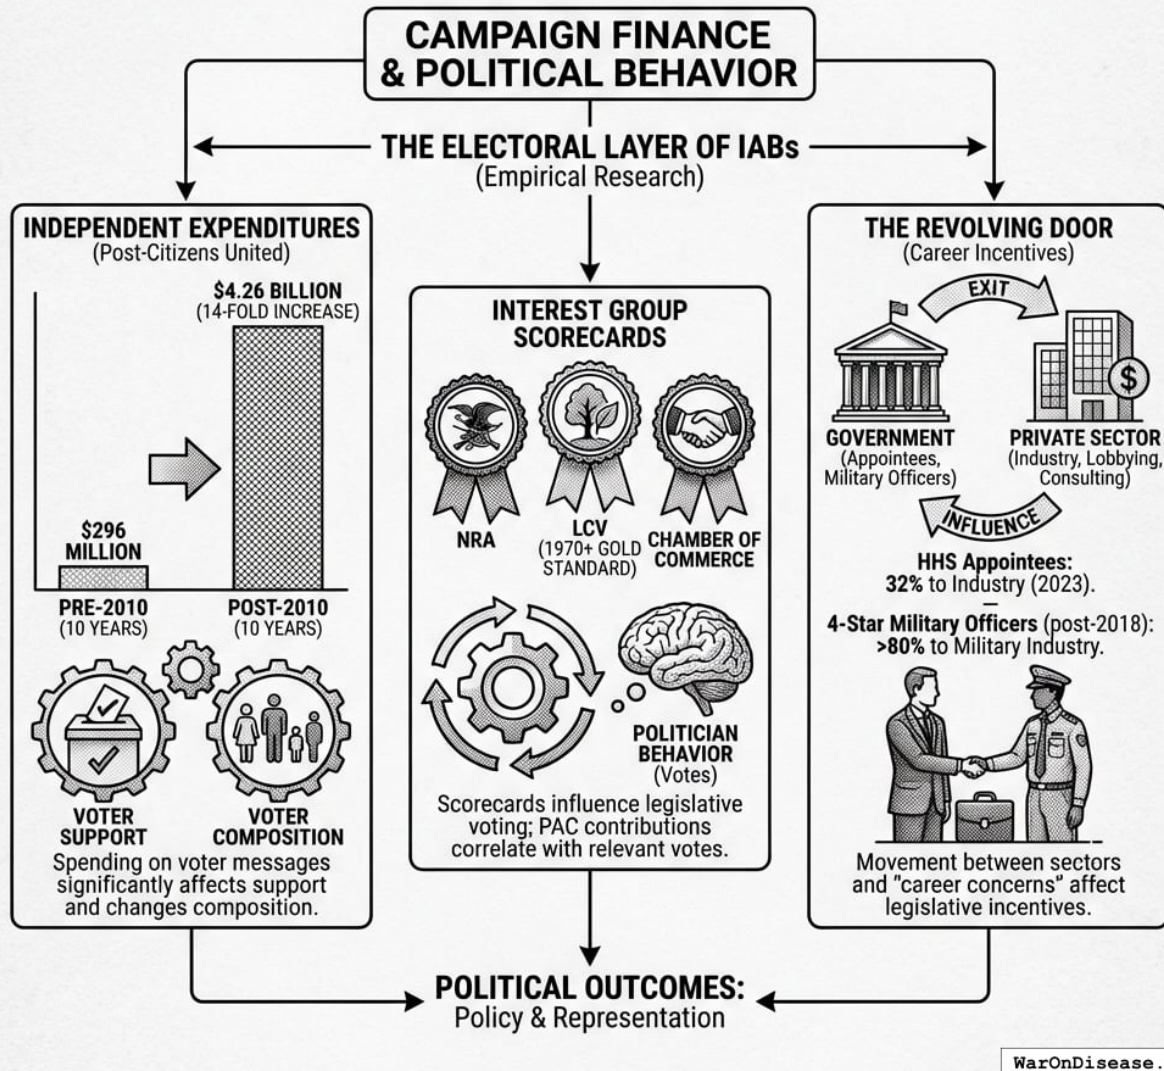 CAMPAIGN FINANCE
& POLITICAL BEHAVIOR
THE ELECTORAL LAYER OF IABs
(Empirical Research)
INDEPENDENT EXPENDITURES
(Post-Citizens United)
$4.26 BILLION
(14-FOLD INCREASE)
$296
MILLION
PRE-2010
(10 YEARS)
POST-2010
(10 YEARS)
VOTER
SUPPORT
VOTER
COMPOSITION
Spending on voter messages
significantly affects support
and changes composition.
INTEREST GROUP
SCORECARDS
NRA
LCV
(1970+ GOLD
STANDARD)
CHAMBER OF
COMMERCE
POLITICIAN
BEHAVIOR
(Votes)
Scorecards influence legislative
voting; PAC contributions
correlate with relevant votes.
THE REVOLVING DOOR
(Career Incentives)
EXIT
$
GOVERNMENT
(Appointees,
Military Officers)
PRIVATE SECTOR
(Industry, Lobbying,
Consulting)
INFLUENCE
HHS Appointees:
32% to Industry (2023).
–
4-Star Military Officers (post-2018):
>80% to Military Industry.
Movement between sectors
and "career concerns" affect
legislative incentives.
POLITICAL OUTCOMES:
Policy & Representation
WarOnDisease.